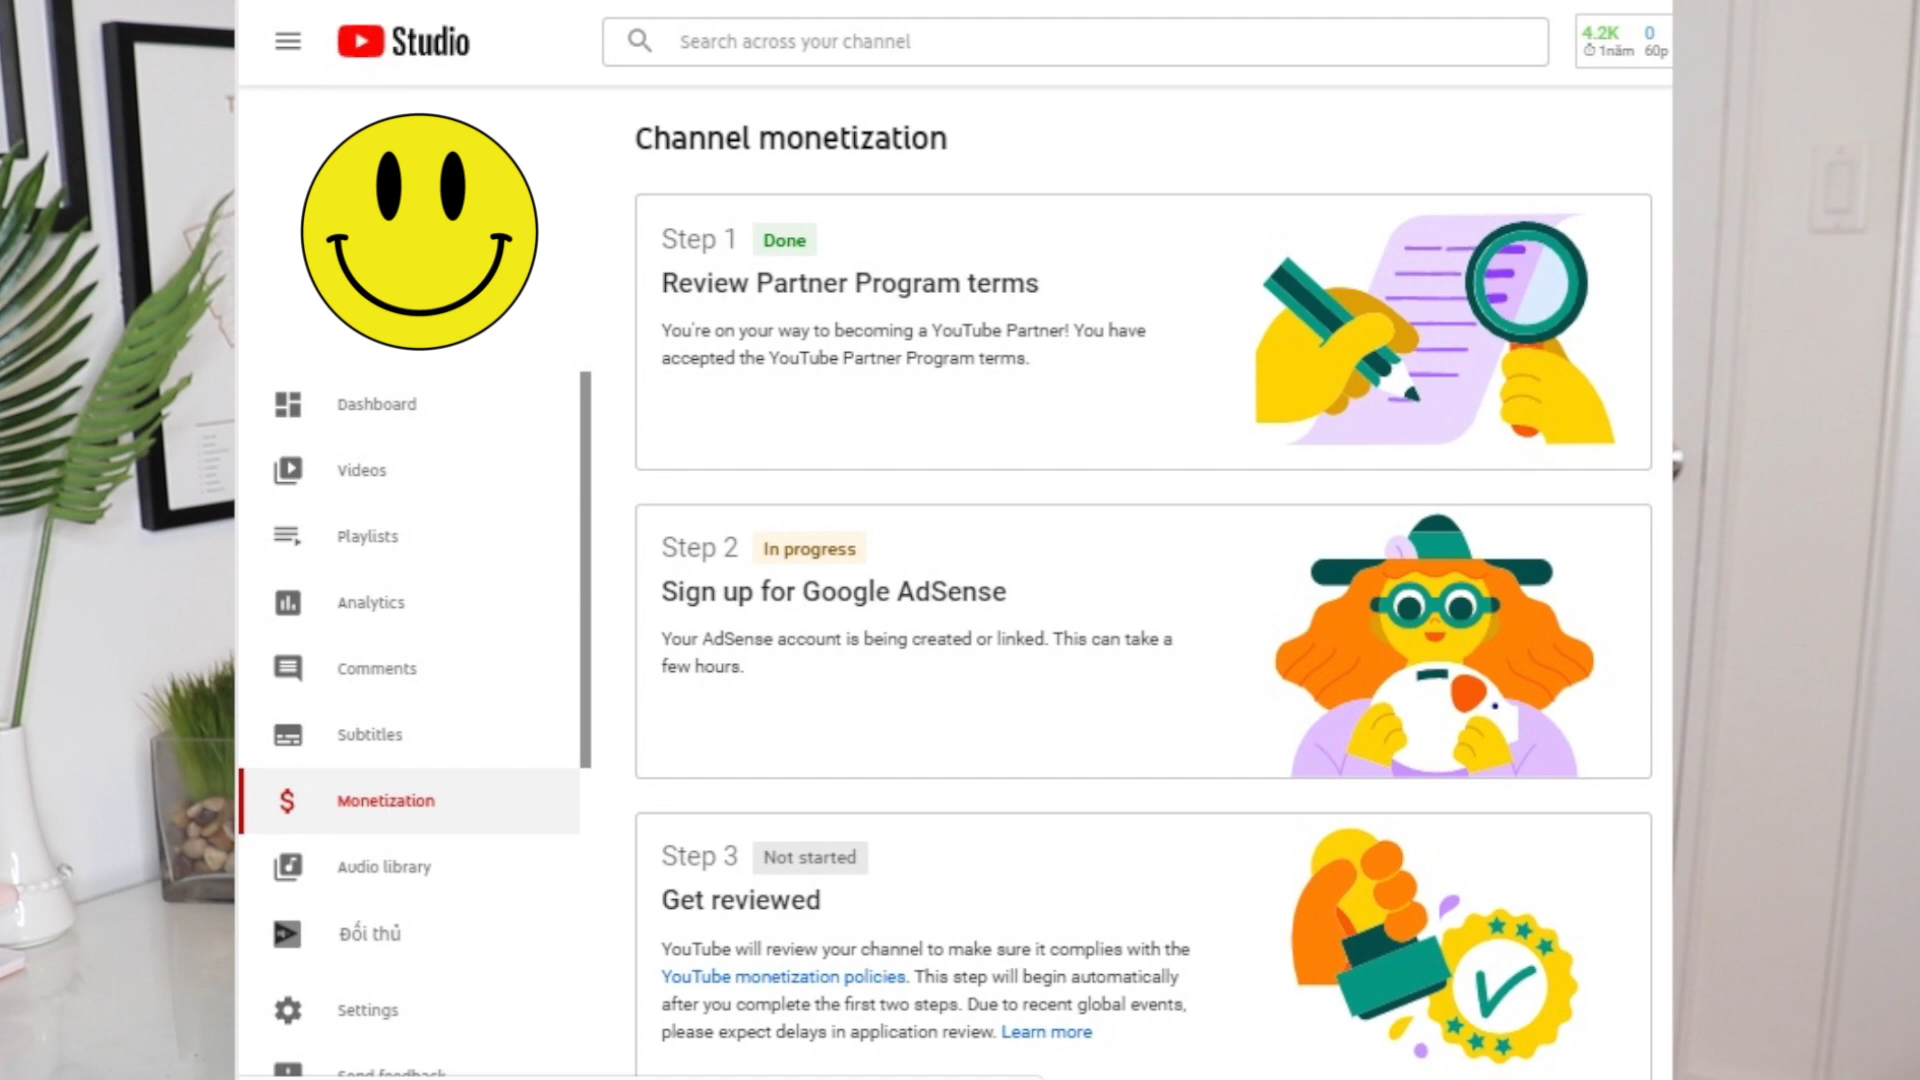 Studio
Search across your channel
4.2K 0
1năm 60p
Channel monetization
Step 1 Done
Review Partner Program terms
You're on your way to becoming a YouTube Partner! You have
accepted the YouTube Partner Program terms.
Dashboard
Videos
Playlists
Analytics
Comments
Subtitles
Monetization
Audio library
Đối thủ
Settings
Send feedback
Step 2 In progress
Sign up for Google AdSense
Your AdSense account is being created or linked. This can take a
few hours.
Step 3 Not started
Get reviewed
YouTube will review your channel to make sure it complies with the
YouTube monetization policies. This step will begin automatically
after you complete the first two steps. Due to recent global events,
please expect delays in application review. Learn more